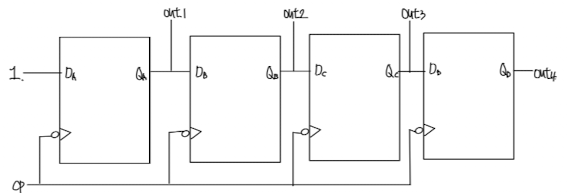 out1 out2 out3
1. DA QA DB QB DC QC DD QD out4
CP